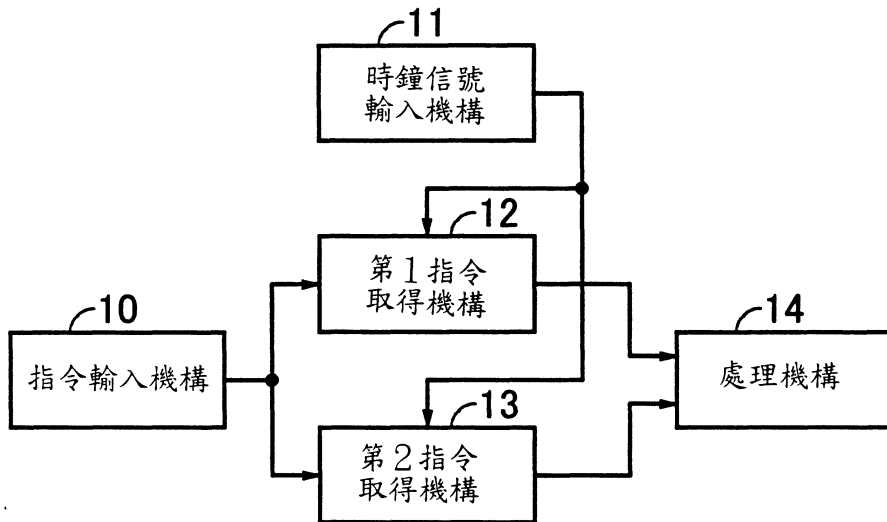 11
時鐘信號
輸入機構
12
第1指令
取得機構
10
指令輸入機構
14
處理機構
13
第2指令
取得機構